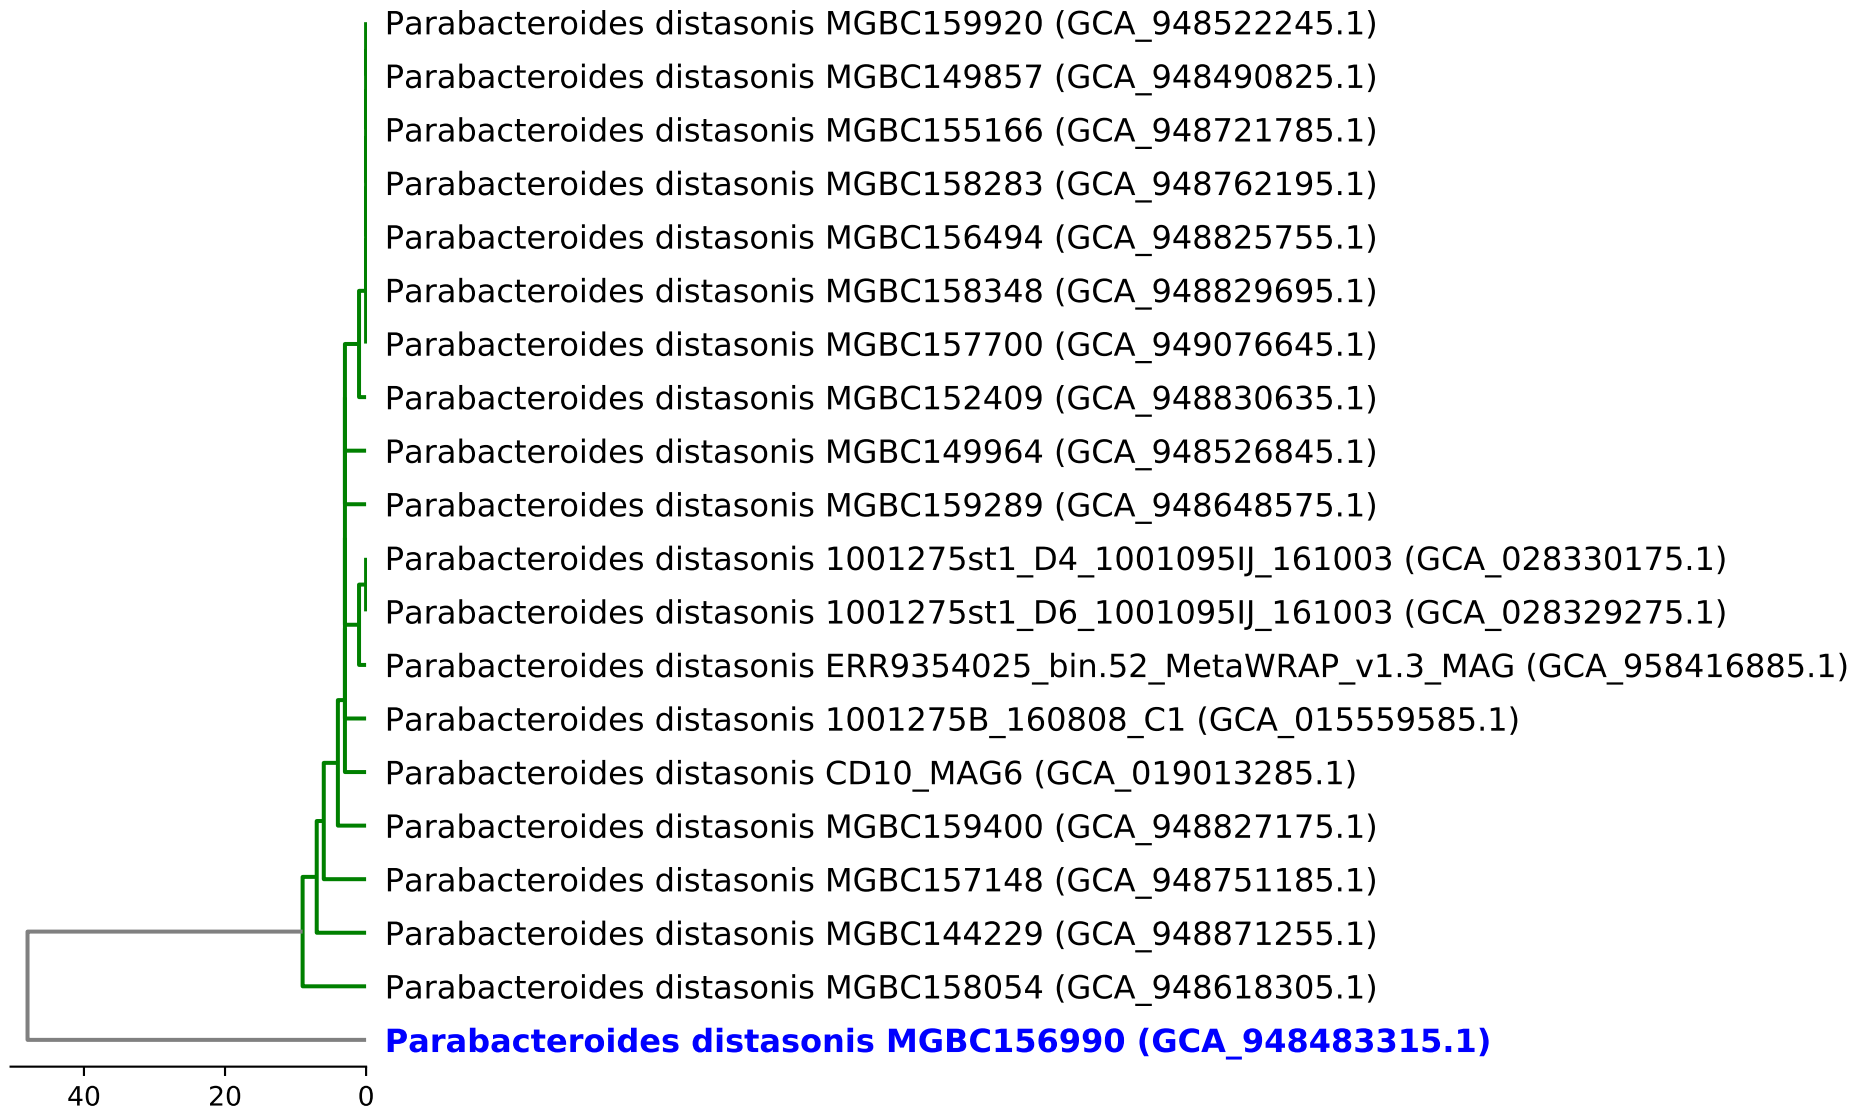 Parabacteroides distasonis MGBC159920 (GCA_948522245.1)
Parabacteroides distasonis MGBC149857 (GCA_948490825.1)
Parabacteroides distasonis MGBC155166 (GCA_948721785.1)
Parabacteroides distasonis MGBC158283 (GCA_948762195.1)
Parabacteroides distasonis MGBC156494 (GCA_948825755.1)
Parabacteroides distasonis MGBC158348 (GCA_948829695.1)
Parabacteroides distasonis MGBC157700 (GCA_949076645.1)
Parabacteroides distasonis MGBC152409 (GCA_948830635.1)
Parabacteroides distasonis MGBC149964 (GCA_948526845.1)
Parabacteroides distasonis MGBC159289 (GCA_948648575.1)
Parabacteroides distasonis 1001275st1_D4_1001095IJ_161003 (GCA_028330175.1)
Parabacteroides distasonis 1001275st1_D6_1001095IJ_161003 (GCA_028329275.1)
Parabacteroides distasonis ERR9354025_bin.52_MetaWRAP_v1.3_MAG (GCA_958416885.1)
Parabacteroides distasonis 1001275B_160808_C1 (GCA_015559585.1)
Parabacteroides distasonis CD10_MAG6 (GCA_019013285.1)
Parabacteroides distasonis MGBC159400 (GCA_948827175.1)
Parabacteroides distasonis MGBC157148 (GCA_948751185.1)
Parabacteroides distasonis MGBC144229 (GCA_948871255.1)
Parabacteroides distasonis MGBC158054 (GCA_948618305.1)
Parabacteroides distasonis MGBC156990 (GCA_948483315.1)
40 20 0